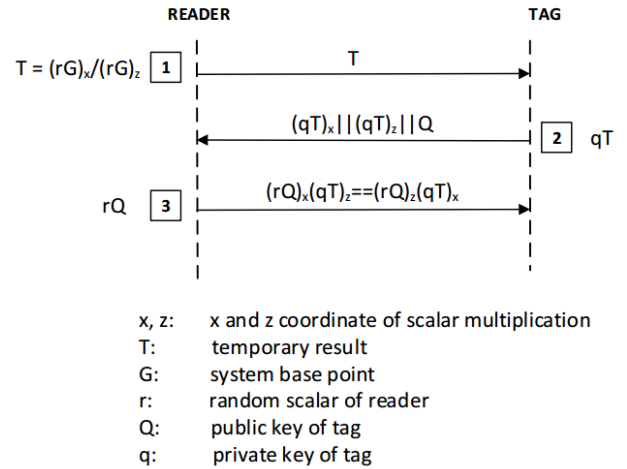 READER TAG
T = (rG)x/(rG)z 1 T
(qT)x||(qT)z||Q 2 qT
rQ 3 (rQ)x(qT)z==(rQ)z(qT)x
x, z: x and z coordinate of scalar multiplication
T: temporary result
G: system base point
r: random scalar of reader
Q: public key of tag
q: private key of tag